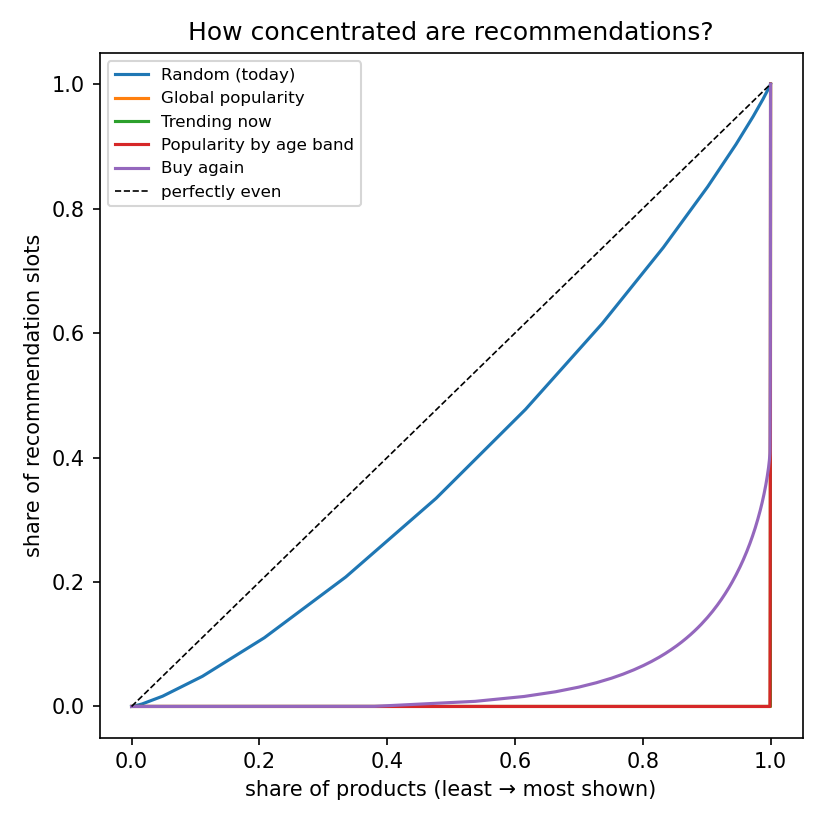 How concentrated are recommendations?
Random (today)
Global popularity
Trending now
Popularity by age band
Buy again
perfectly even
share of recommendation slots
1.0
0.8
0.6
0.4
0.2
0.0
0.0 0.2 0.4 0.6 0.8 1.0
share of products (least → most shown)